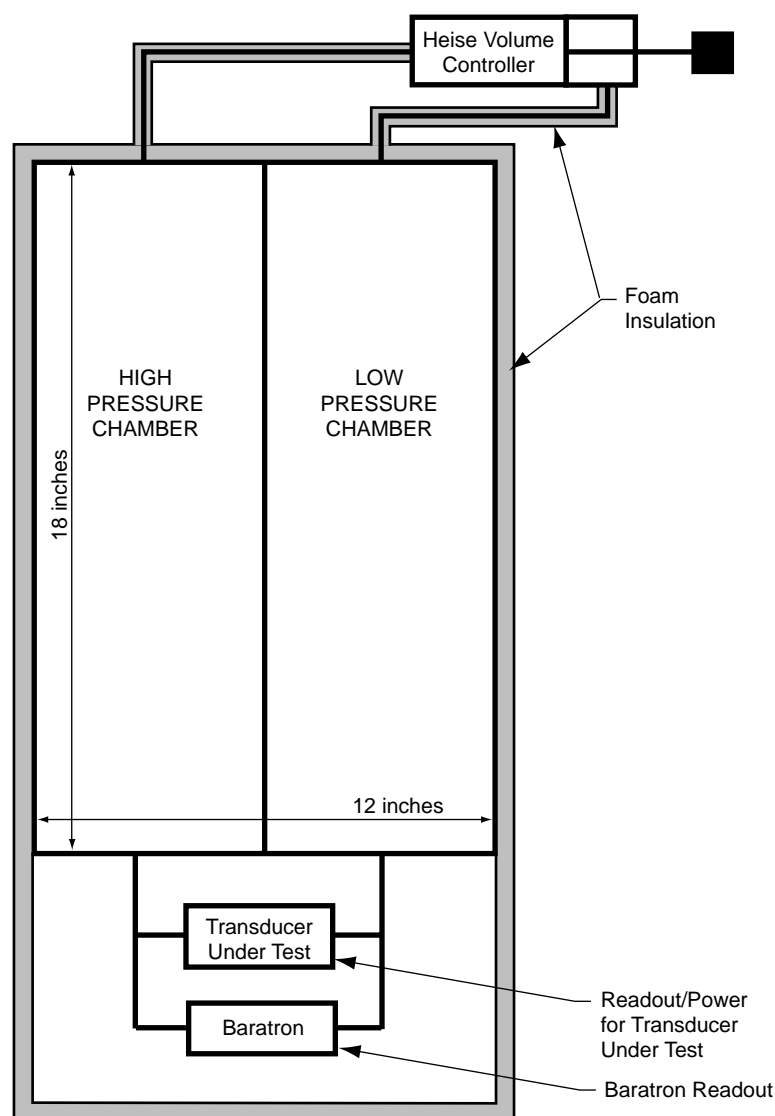 Heise Volume
Controller
Foam
Insulation
HIGH
PRESSURE
CHAMBER
LOW
PRESSURE
CHAMBER
18 inches
12 inches
Transducer
Under Test
Baratron
Readout/Power
for Transducer
Under Test
Baratron Readout